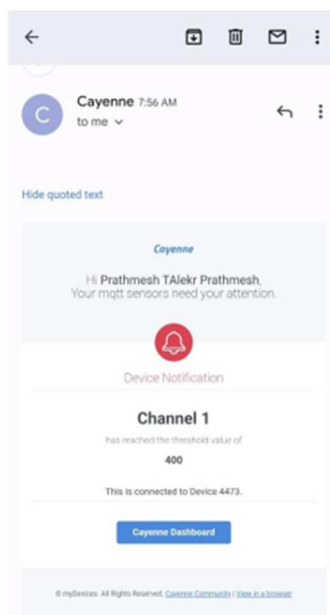 C
Cayenne 7:56 AM
to me
Hide quoted text
Cayenne
Hi Prathmesh TAlekr Prathmesh,
Your mqtt sensors need your attention.
Device Notification
Channel 1
has reached the threshold value of
400
This is connected to Device 4473.
Cayenne Dashboard
© myDevices. All Rights Reserved. Cayenne Community | View in a browser